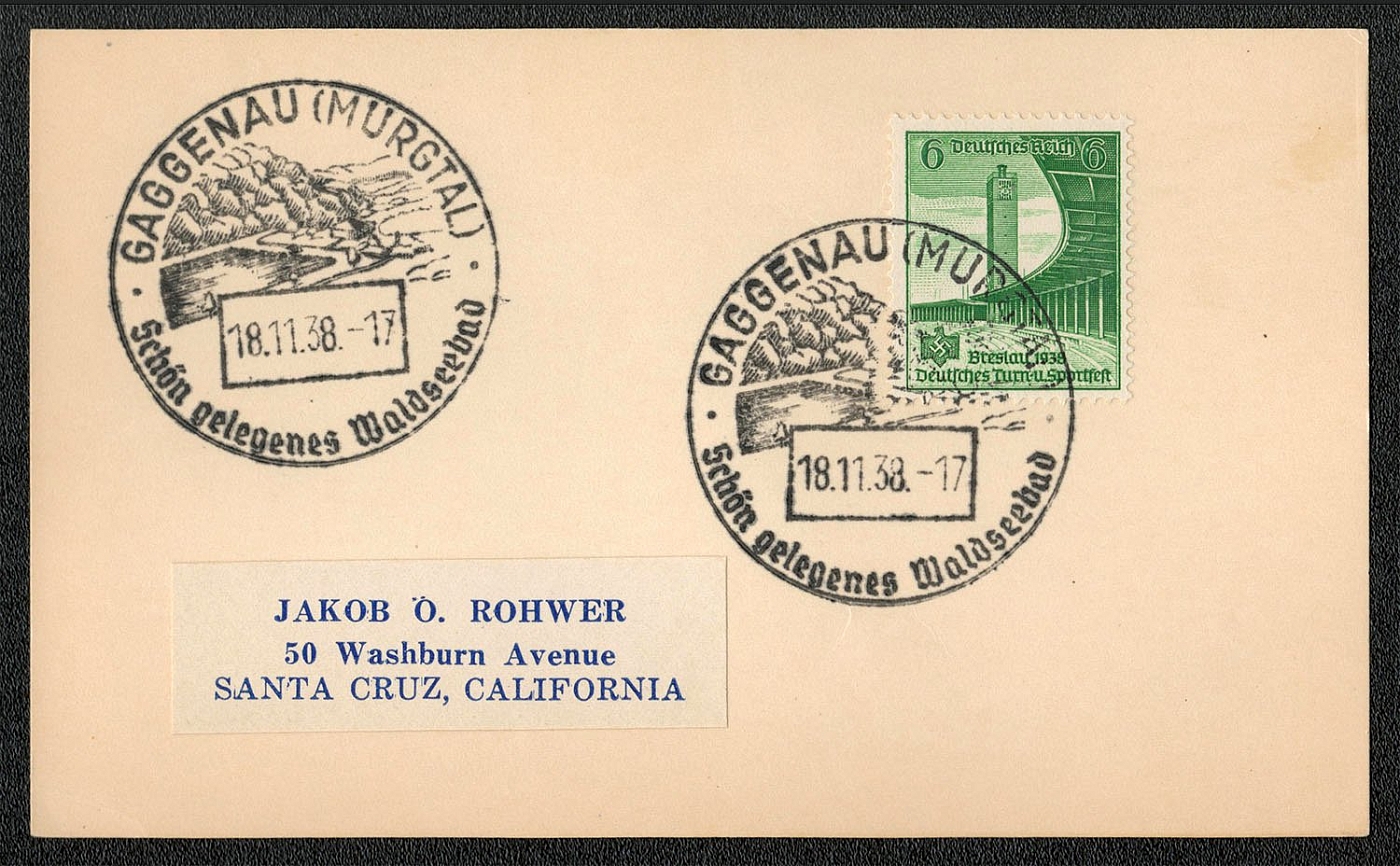 · GAGGENAU (MURGTAL) ·
18.11.38.-17
Schön gelegenes Waldseebad
6 Deutsches Reich 6
Breslau 1938
Deutsches Turn-u.Sportfest
· GAGGENAU (MURGTAL) ·
18.11.38.-17
Schön gelegenes Waldseebad
JAKOB O. ROHWER
50 Washburn Avenue
SANTA CRUZ, CALIFORNIA